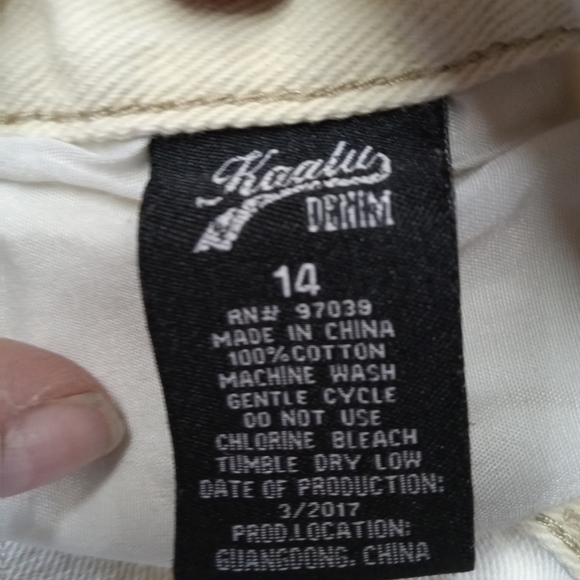 Kaatu
DENIM
14
RN# 97039
MADE IN CHINA
100%COTTON
MACHINE WASH
GENTLE CYCLE
DO NOT USE
CHLORINE BLEACH
TUMBLE DRY LOW
DATE OF PRODUCTION:
3/2017
PROD.LOCATION:
GUANGDONG, CHINA